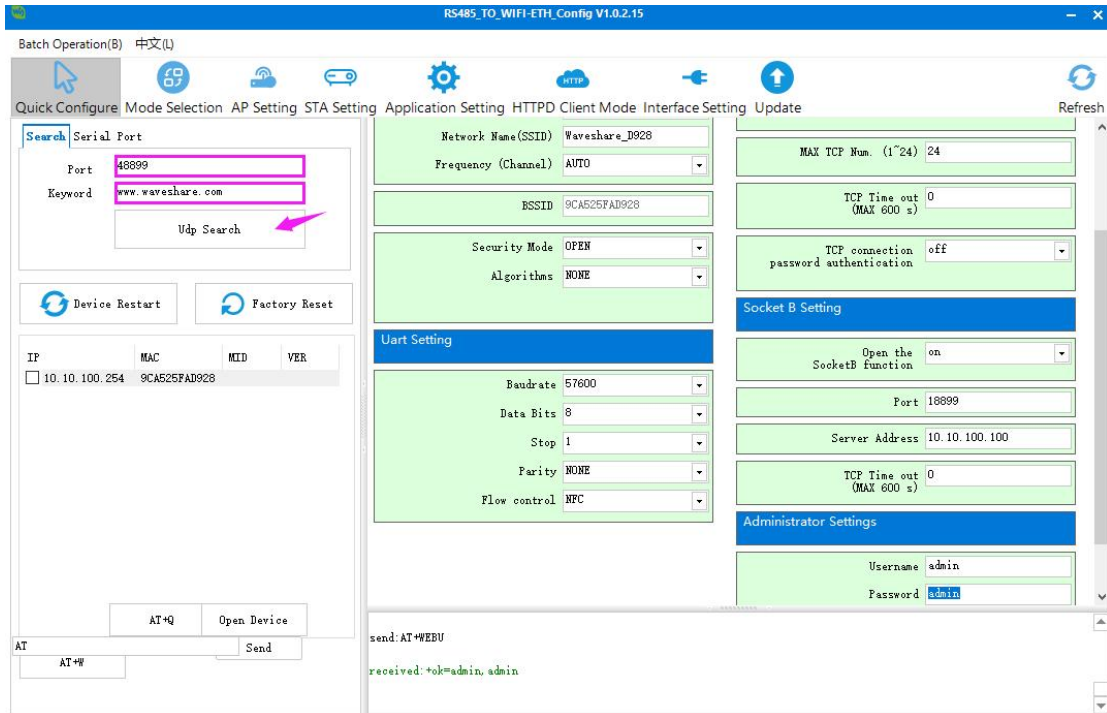 RS485_TO_WIFI-ETH_Config V1.0.2.15
Batch Operation(B) 中文(L)
Quick Configure Mode Selection AP Setting STA Setting Application Setting HTTPD Client Mode Interface Setting Update Refresh
HTTP
Search Serial Port
Port 48899
Keyword www.waveshare.com
Udp Search
Device Restart Factory Reset
IP MAC MID VER
10.10.100.254 9CA525FAD928
AT+Q Open Device
AT Send
AT+W
Network Name(SSID) Waveshare_D928
Frequency (Channel) AUTO
BSSID 9CA525FAD928
Security Mode OPEN
Algorithms NONE
Uart Setting
Baudrate 57600
Data Bits 8
Stop 1
Parity NONE
Flow control NFC
MAX TCP Num. (1~24) 24
TCP Time out 0
(MAX 600 s)
TCP connection off
password authentication
Socket B Setting
Open the on
SocketB function
Port 18899
Server Address 10.10.100.100
TCP Time out 0
(MAX 600 s)
Administrator Settings
Username admin
Password admin
send:AT+WEBU
received:+ok=admin,admin